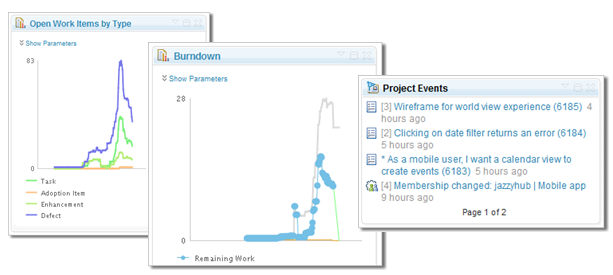 Open Work Items by Type
Show Parameters
83
0
Task
Adoption Item
Enhancement
Defect
Burndown
Show Parameters
28
0
Remaining Work
Project Events
[3] Wireframe for world view experience (6185) 4
hours ago
[2] Clicking on date filter returns an error (6184)
5 hours ago
* As a mobile user, I want a calendar view to
create events (6183) 5 hours ago
[4] Membership changed: jazzyhub | Mobile app
9 hours ago
Page 1 of 2